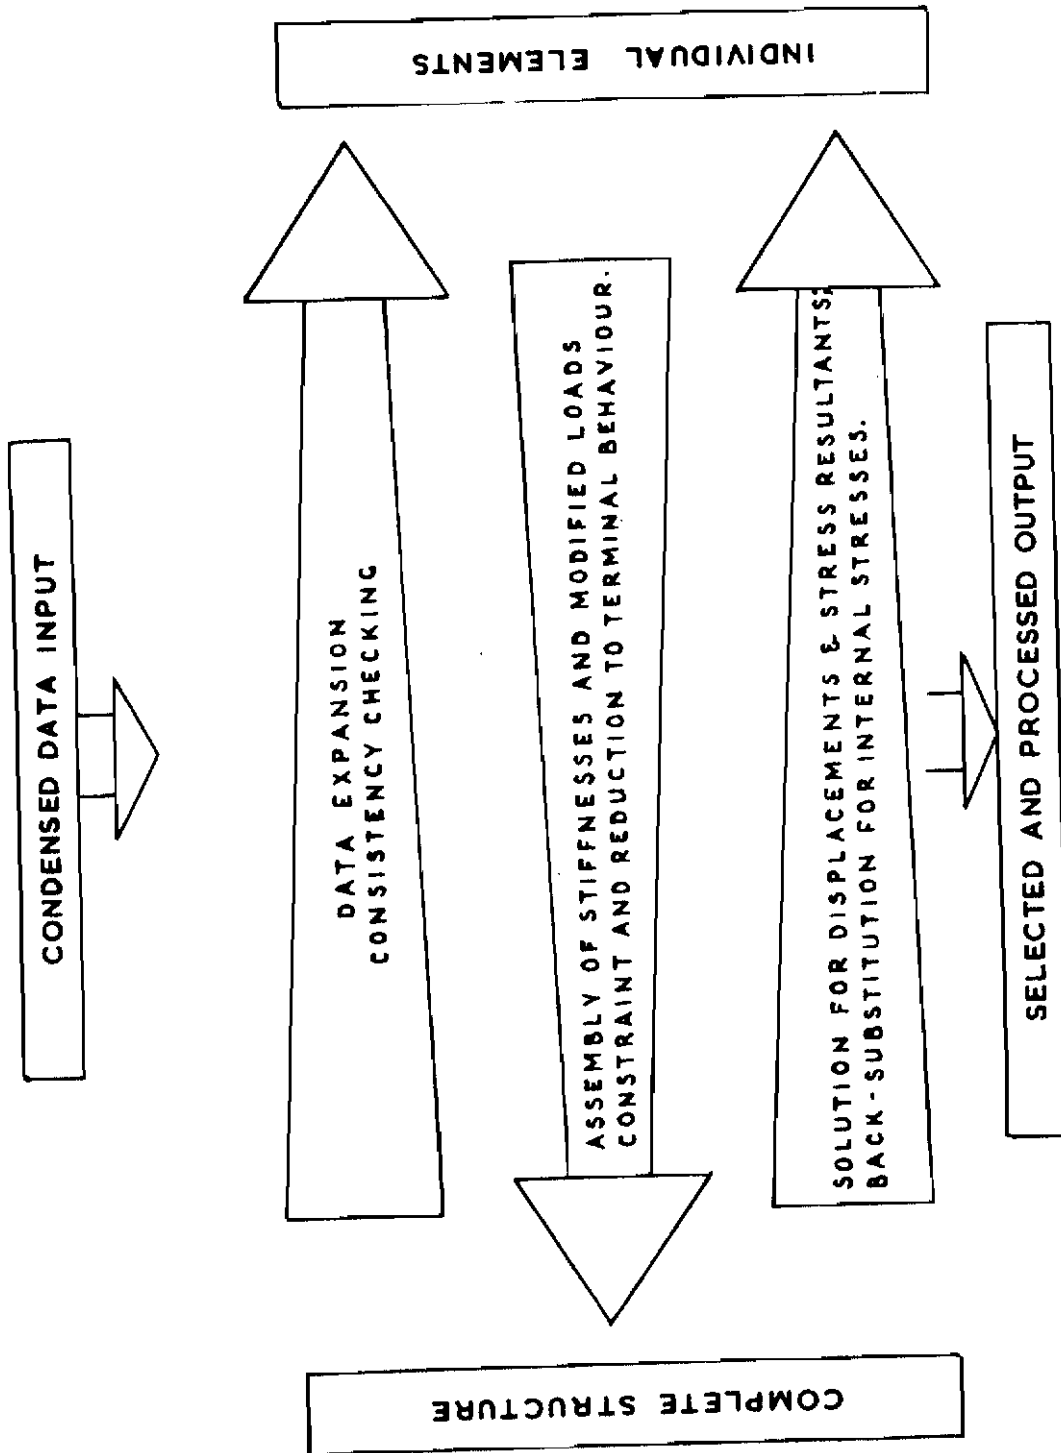 CONDENSED DATA INPUT
INDIVIDUAL ELEMENTS
DATA EXPANSION
CONSISTENCY CHECKING
ASSEMBLY OF STIFFNESSES AND MODIFIED LOADS
CONSTRAINT AND REDUCTION TO TERMINAL BEHAVIOUR.
SOLUTION FOR DISPLACEMENTS & STRESS RESULTANTS;
BACK-SUBSTITUTION FOR INTERNAL STRESSES.
COMPLETE STRUCTURE
SELECTED AND PROCESSED OUTPUT